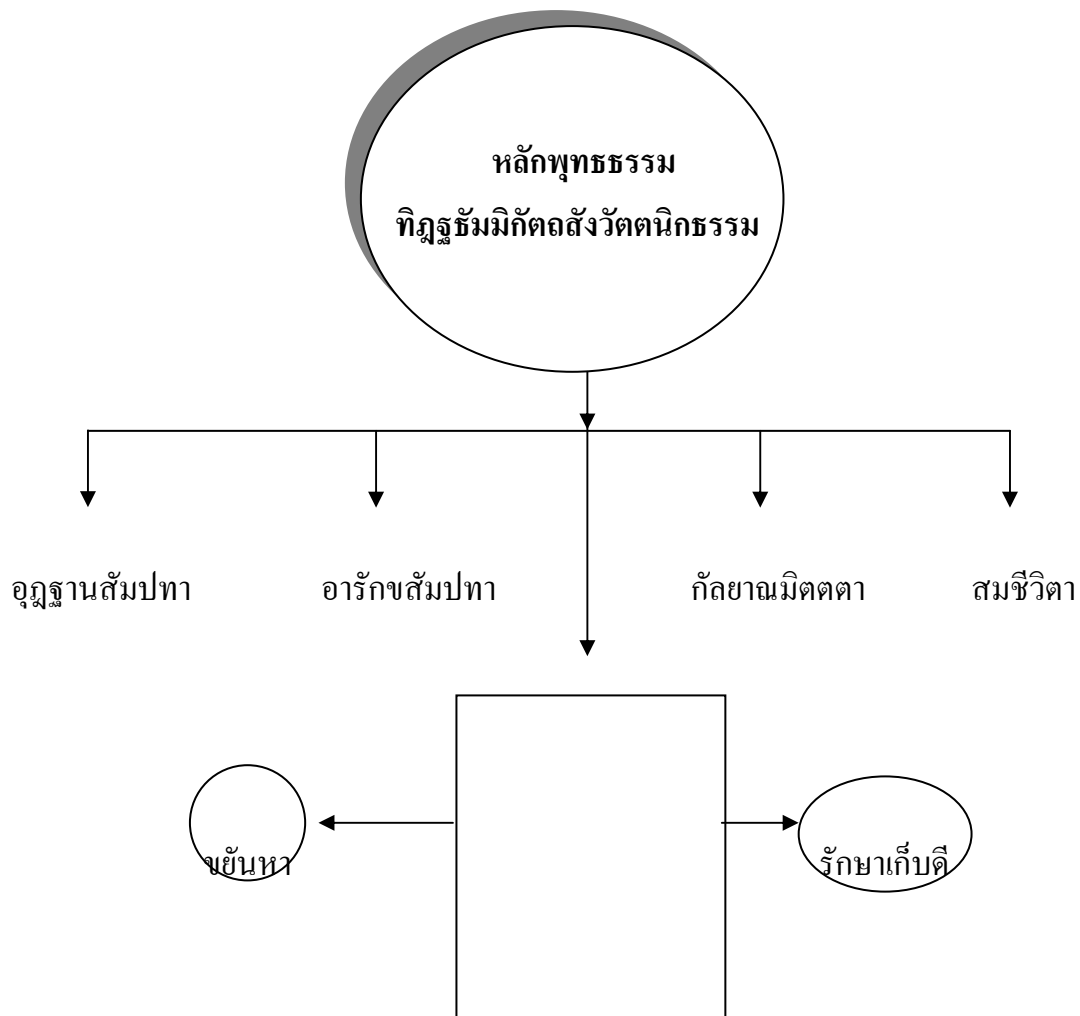 หลักพุทธธรรม
ทิฎฐธัมมิกัตถสังวัตตนิกธรรม
อุฎฐานสัมปทา อารักขสัมปทา กัลยาณมิตตตา สมชีวิตา
ขยันหา รักษาเก็บดี